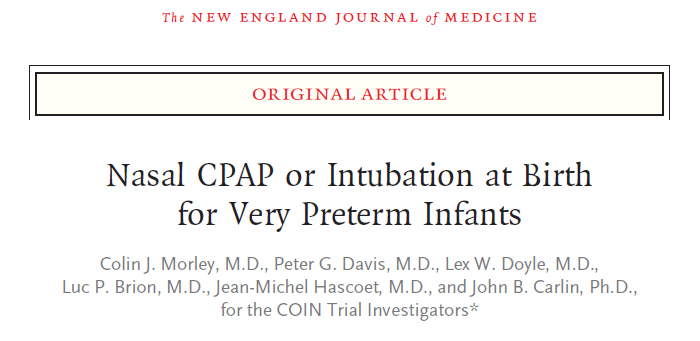 The NEW ENGLAND JOURNAL of MEDICINE
ORIGINAL ARTICLE
Nasal CPAP or Intubation at Birth
for Very Preterm Infants
Colin J. Morley, M.D., Peter G. Davis, M.D., Lex W. Doyle, M.D.,
Luc P. Brion, M.D., Jean-Michel Hascoet, M.D., and John B. Carlin, Ph.D.,
for the COIN Trial Investigators*